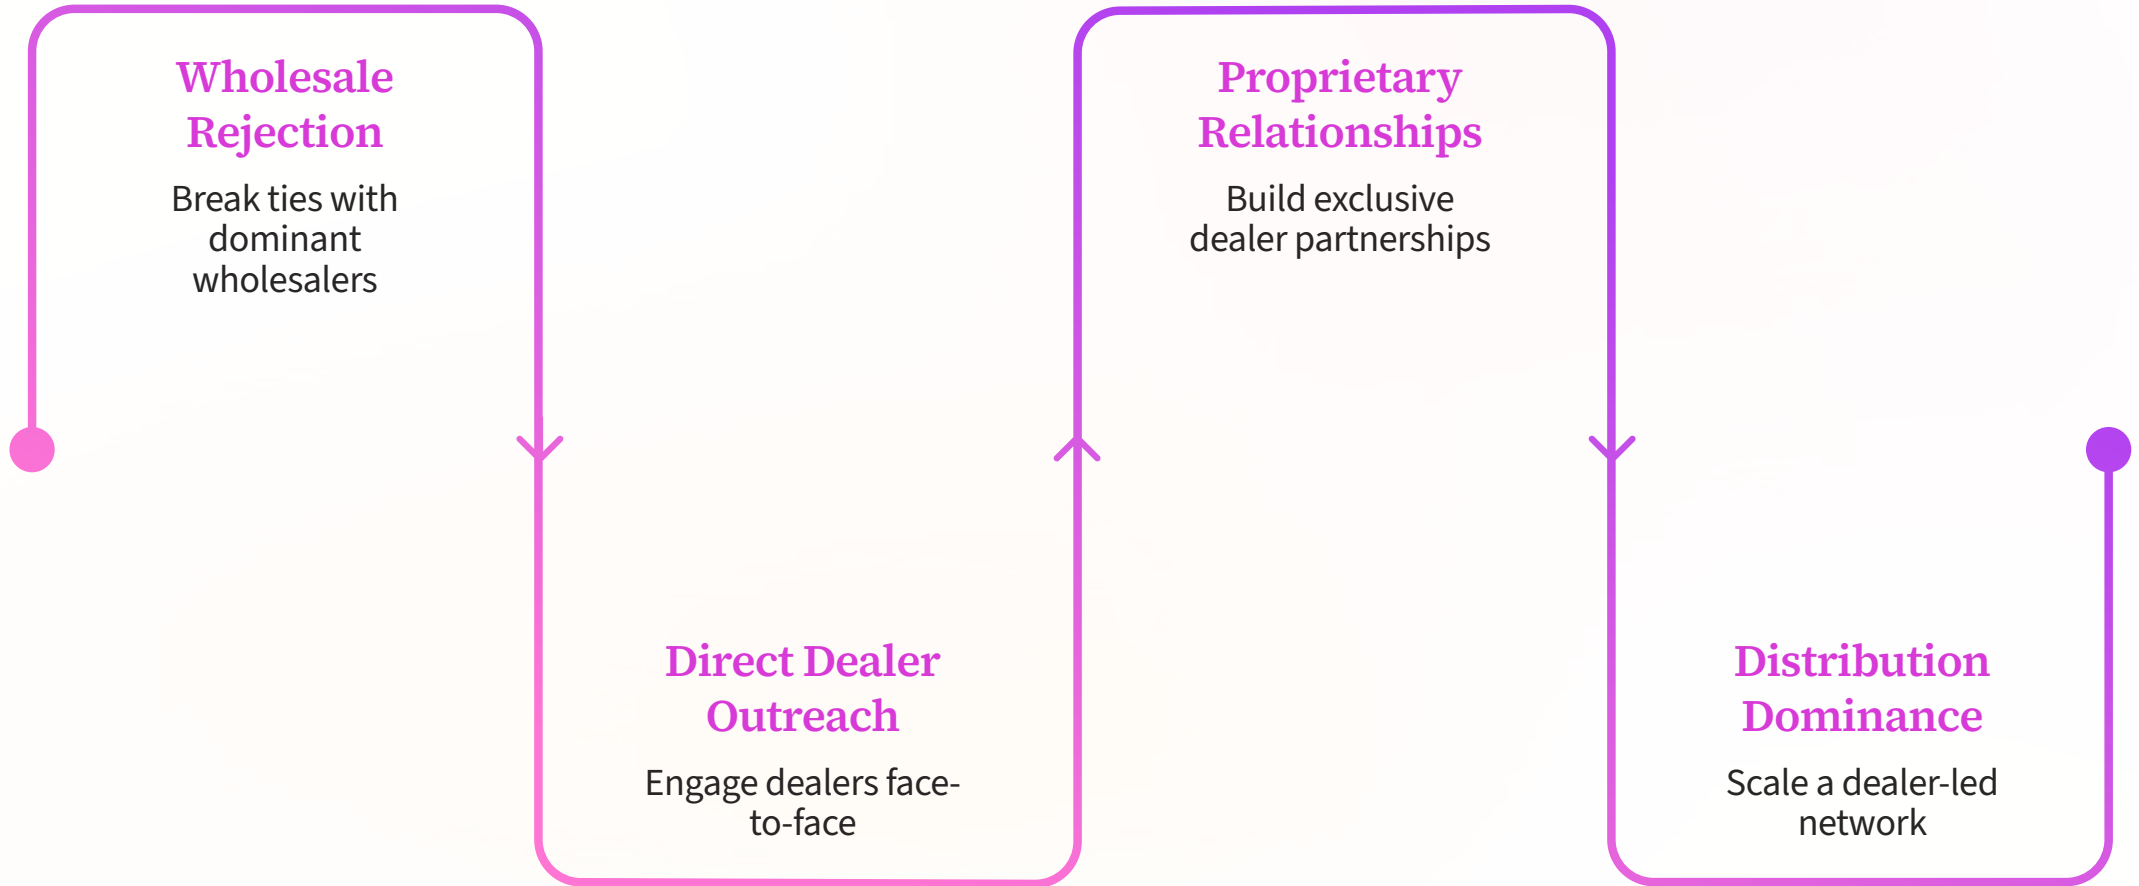 Wholesale
Rejection
Break ties with
dominant
wholesalers
Direct Dealer
Outreach
Engage dealers face-
to-face
Proprietary
Relationships
Build exclusive
dealer partnerships
Distribution
Dominance
Scale a dealer-led
network